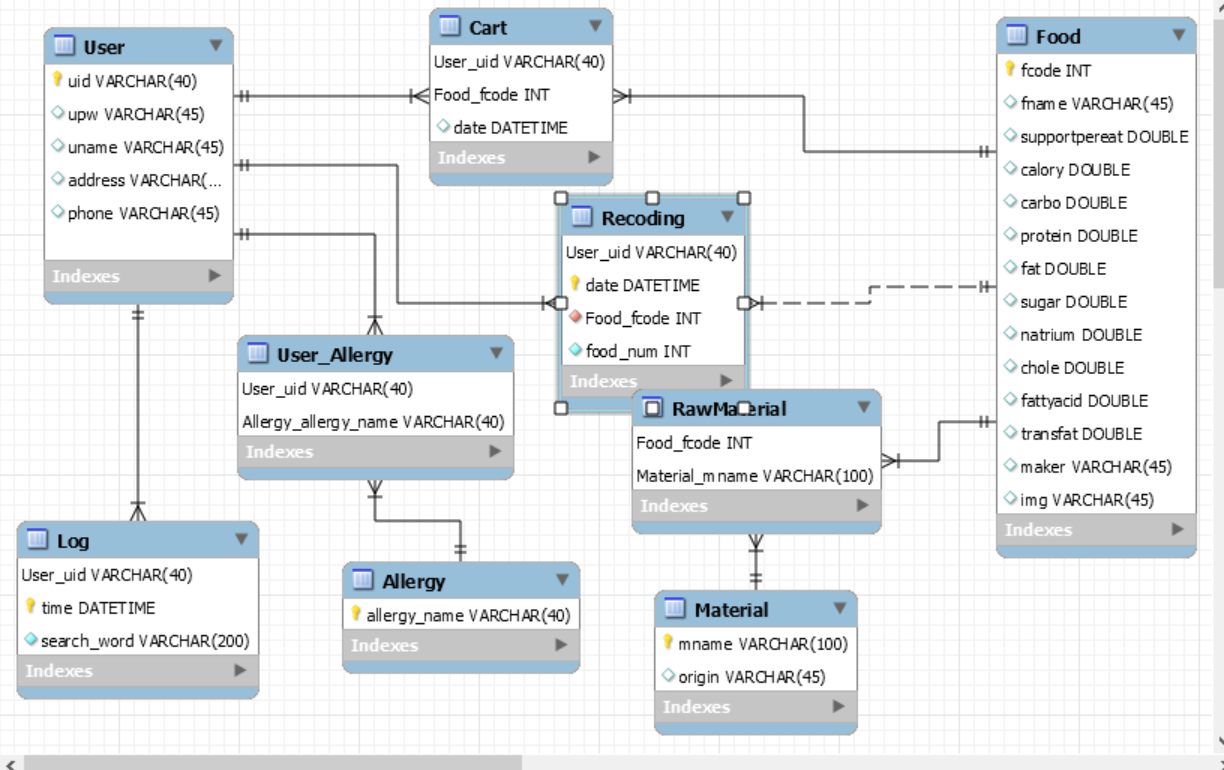 User
uid VARCHAR(40)
upw VARCHAR(45)
uname VARCHAR(45)
address VARCHAR(...
phone VARCHAR(45)
Indexes
Cart
User_uid VARCHAR(40)
Food_fcode INT
date DATETIME
Indexes
Food
fcode INT
fname VARCHAR(45)
supportpereat DOUBLE
calory DOUBLE
carbo DOUBLE
protein DOUBLE
fat DOUBLE
sugar DOUBLE
natrium DOUBLE
chole DOUBLE
fattyacid DOUBLE
transfat DOUBLE
maker VARCHAR(45)
img VARCHAR(45)
Indexes
Recoding
User_uid VARCHAR(40)
date DATETIME
Food_fcode INT
food_num INT
Indexes
User_Allergy
User_uid VARCHAR(40)
Allergy_allergy_name VARCHAR(40)
Indexes
RawMaterial
Food_fcode INT
Material_mname VARCHAR(100)
Indexes
Log
User_uid VARCHAR(40)
time DATETIME
search_word VARCHAR(200)
Indexes
Allergy
allergy_name VARCHAR(40)
Indexes
Material
mname VARCHAR(100)
origin VARCHAR(45)
Indexes